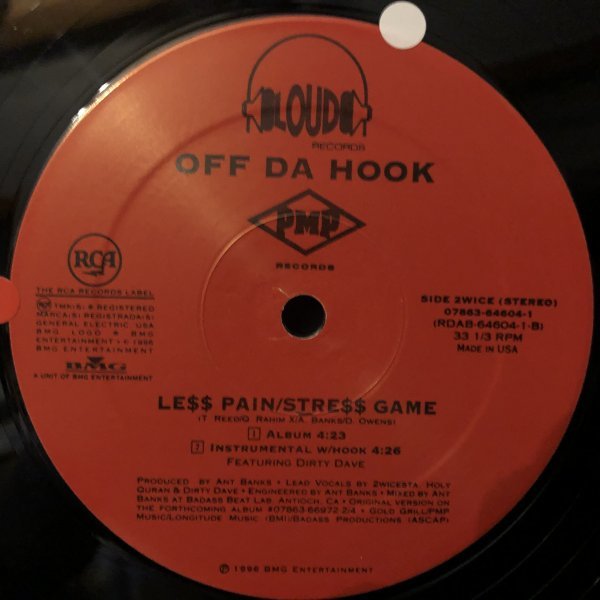 LOUD
RECORDS
OFF DA HOOK
PMP
RECORDS
RCA
THE RCA RECORDS LABEL
TMK(S) ® REGISTERED
MARCA(S) REGISTRADA(S)
GENERAL ELECTRIC, USA
BMG LOGO ® BMG
ENTERTAINMENT • © 1996
BMG ENTERTAINMENT
BMG
A UNIT OF BMG ENTERTAINMENT
SIDE 2WICE (STEREO)
07863-64604-1
(RDAB-64604-1-B)
33 1/3 RPM
MADE IN USA
LE$$ PAIN/STRE$$ GAME
(T. REED/Q. RAHIM X/A. BANKS/D. OWENS)
1 ALBUM 4:23
2 INSTRUMENTAL W/HOOK 4:26
FEATURING DIRTY DAVE
PRODUCED BY ANT BANKS • LEAD VOCALS BY 2WICESTA, HOLY
QURAN & DIRTY DAVE • ENGINEERED BY ANT BANKS • MIXED BY ANT
BANKS AT BADASS BEAT LAB, ANTIOCH, CA • ORIGINAL VERSION ON
THE FORTHCOMING ALBUM #07863 66972-2/4 • GOLD GRILL/PMP
MUSIC/LONGITUDE MUSIC (BMI)/BADASS PRODUCTIONS (ASCAP)
℗ 1996 BMG ENTERTAINMENT